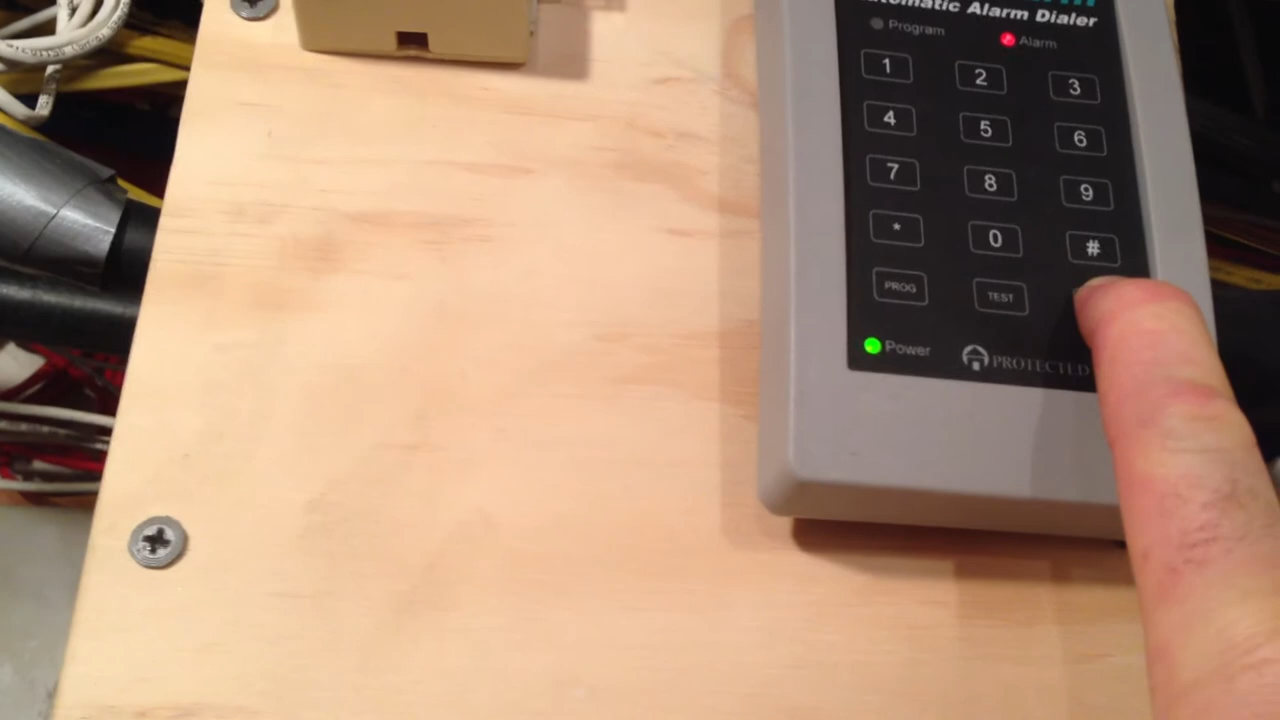 Automatic Alarm Dialer
Program Alarm
1 2 3
4 5 6
7 8 9
* 0 #
PROG TEST
Power PROTECTED